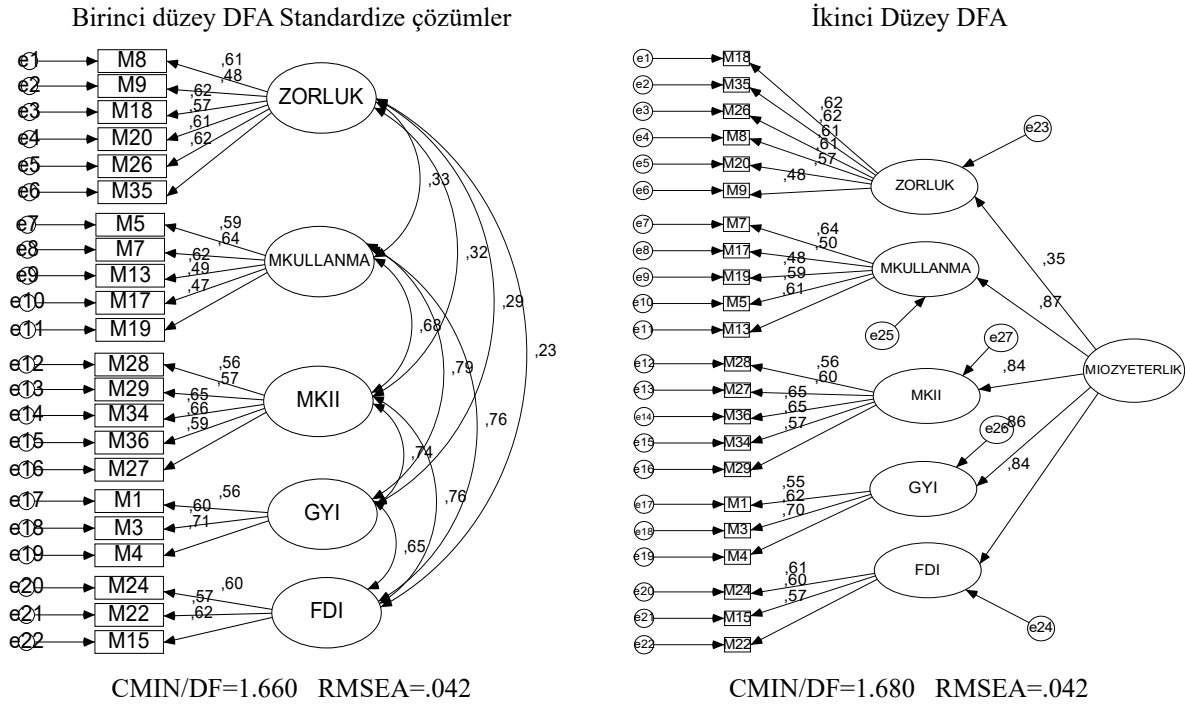 Birinci düzey DFA Standardize çözümler
e1 M8 ,61
e2 M9 ,48
e3 M18 ,62
e4 M20 ,57
e5 M26 ,61
e6 M35 ,62
ZORLUK
e7 M5 ,59
e8 M7 ,64
e9 M13 ,62
e10 M17 ,49
e11 M19 ,47
MKULLANMA
e12 M28 ,56
e13 M29 ,57
e14 M34 ,65
e15 M36 ,66
e16 M27 ,59
MKII
e17 M1 ,56
e18 M3 ,60
e19 M4 ,71
GYI
e20 M24 ,60
e21 M22 ,57
e22 M15 ,62
FDI
,33
,32
,29
,23
,68
,79
,76
,74
,76
,65
CMIN/DF=1.660 RMSEA=.042
İkinci Düzey DFA
e1 M18 ,62
e2 M35 ,62
e3 M26 ,61
e4 M8 ,61
e5 M20 ,57
e6 M9 ,48
ZORLUK
e23
e7 M7 ,64
e8 M17 ,50
e9 M19 ,48
e10 M5 ,59
e11 M13 ,61
MKULLANMA
e25
e12 M28 ,56
e13 M27 ,60
e14 M36 ,65
e15 M34 ,65
e16 M29 ,57
MKII
e27
e17 M1 ,55
e18 M3 ,62
e19 M4 ,70
GYI
e26
e20 M24 ,61
e21 M15 ,60
e22 M22 ,57
FDI
e24
,35
,87
,84
,86
,84
MIOZYETERLIK
CMIN/DF=1.680 RMSEA=.042